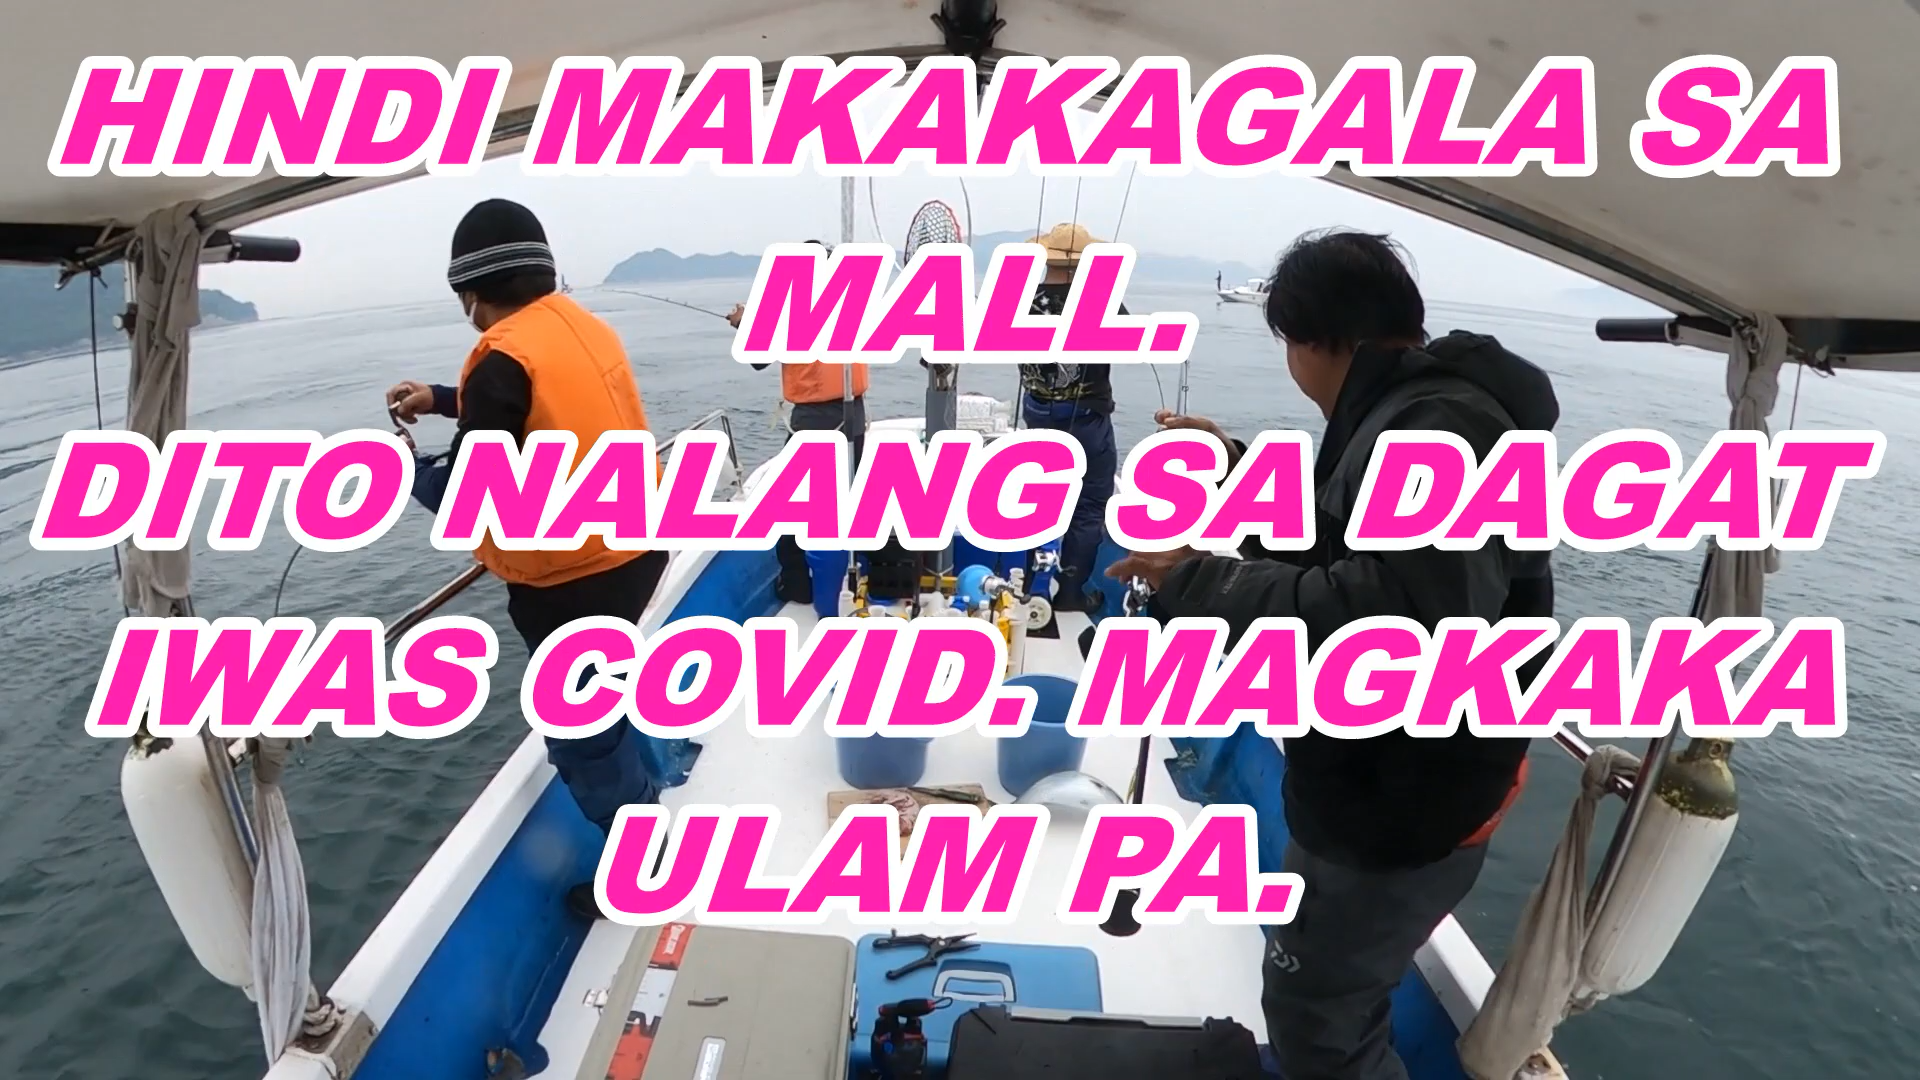 HINDI MAKAKAGALA SA
MALL.
DITO NALANG SA DAGAT
IWAS COVID. MAGKAKA
ULAM PA.